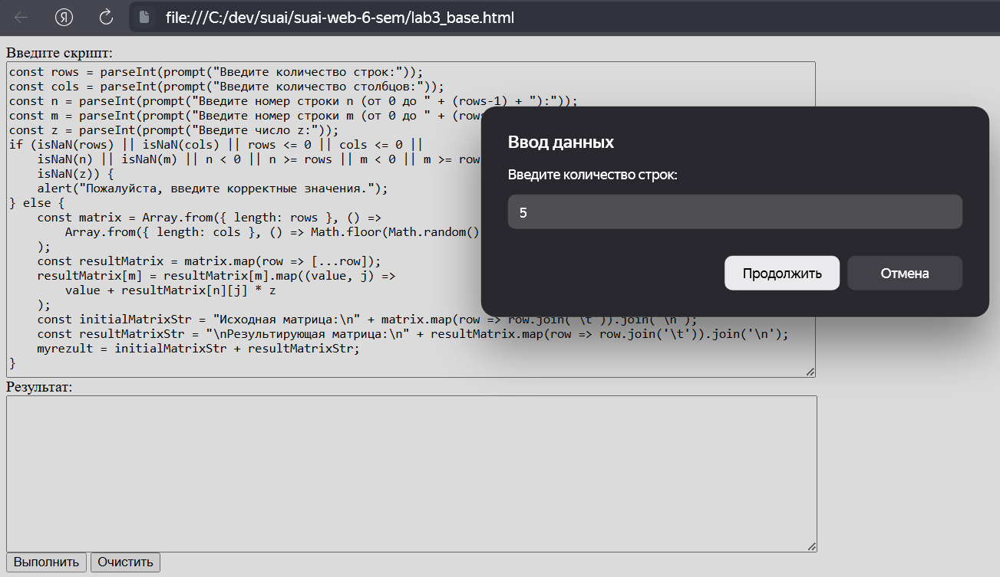 Я
file:///C:/dev/suai/suai-web-6-sem/lab3_base.html
Введите скрипт:
const rows = parseInt(prompt("Введите количество строк:"));
const cols = parseInt(prompt("Введите количество столбцов:"));
const n = parseInt(prompt("Введите номер строки n (от 0 до " + (rows-1) + "):"));
const m = parseInt(prompt("Введите номер строки m (от 0 до " + (rows
const z = parseInt(prompt("Введите число z:"));
if (isNaN(rows) || isNaN(cols) || rows <= 0 || cols <= 0 ||
    isNaN(n) || isNaN(m) || n < 0 || n >= rows || m < 0 || m >= row
    isNaN(z)) {
    alert("Пожалуйста, введите корректные значения.");
} else {
    const matrix = Array.from({ length: rows }, () =>
        Array.from({ length: cols }, () => Math.floor(Math.random()
    );
    const resultMatrix = matrix.map(row => [...row]);
    resultMatrix[m] = resultMatrix[m].map((value, j) =>
        value + resultMatrix[n][j] * z
    );
    const initialMatrixStr = "Исходная матрица:\n" + matrix.map(row => row.join('\t')).join('\n');
    const resultMatrixStr = "\nРезультирующая матрица:\n" + resultMatrix.map(row => row.join('\t')).join('\n');
    myrezult = initialMatrixStr + resultMatrixStr;
}
Ввод данных
Введите количество строк:
5
Продолжить
Отмена
Результат:
Выполнить
Очистить